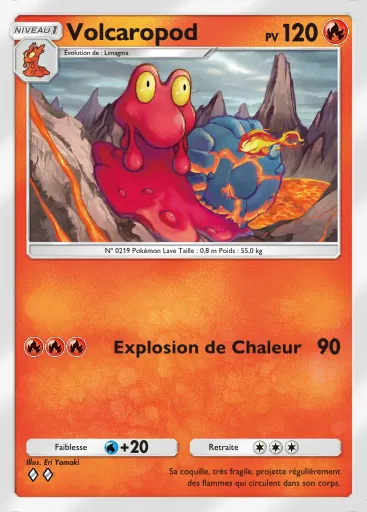 NIVEAU 1
Volcaropod
PV 120
Évolution de : Limagma
N° 0219 Pokémon Lave Taille : 0,8 m Poids : 55,0 kg
Explosion de Chaleur 90
Faiblesse +20 Retraite
Illus. Eri Yamaki
Sa coquille, très fragile, projette régulièrement
des flammes qui circulent dans son corps.